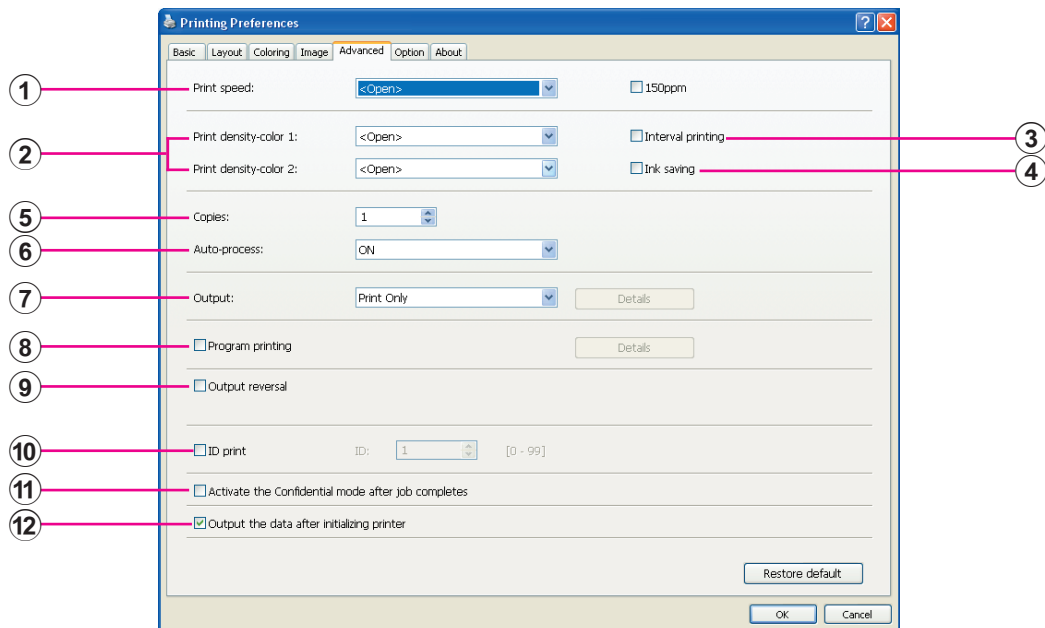 Printing Preferences
Basic Layout Coloring Image Advanced Option About
1 Print speed: <Open> 150ppm
2 Print density-color 1: <Open> Interval printing 3
Print density-color 2: <Open> Ink saving 4
5 Copies: 1
6 Auto-process: ON
7 Output: Print Only Details
8 Program printing Details
9 Output reversal
10 ID print ID: 1 [0 - 99]
11 Activate the Confidential mode after job completes
12 Output the data after initializing printer
Restore default
OK Cancel